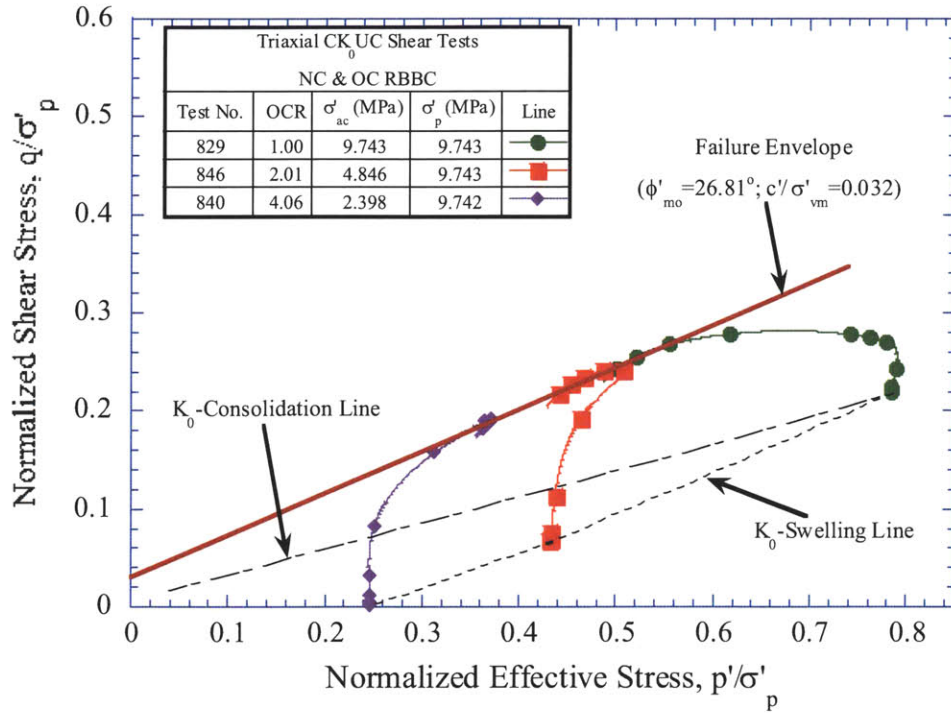 0.6
0.5
0.4
0.3
0.2
0.1
0
Normalized Shear Stress, q/σ'p
Triaxial CK0UC Shear Tests
NC & OC RBBC
Test No. OCR σ'ac (MPa) σ'p (MPa) Line
829 1.00 9.743 9.743
846 2.01 4.846 9.743
840 4.06 2.398 9.742
Failure Envelope
(ϕ'mo=26.81°; c'/σ'vm=0.032)
K0-Consolidation Line
K0-Swelling Line
0 0.1 0.2 0.3 0.4 0.5 0.6 0.7 0.8
Normalized Effective Stress, p'/σ'p